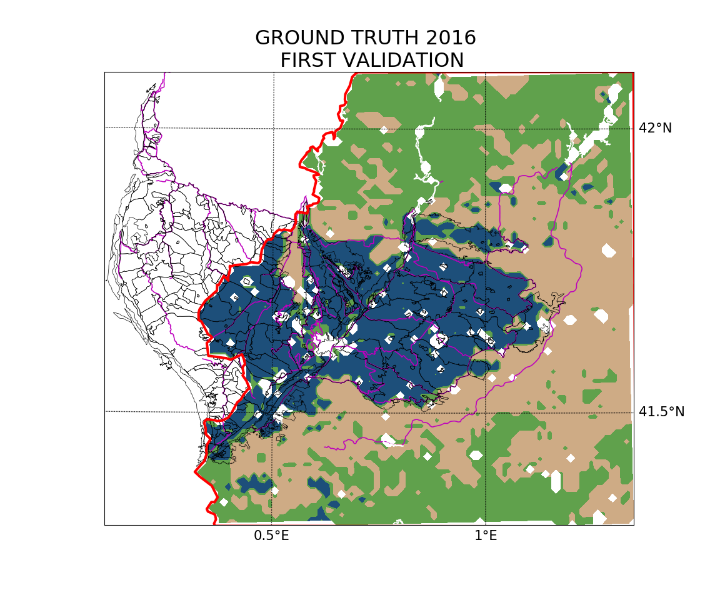 GROUND TRUTH 2016
FIRST VALIDATION
42°N
41.5°N
0.5°E
1°E